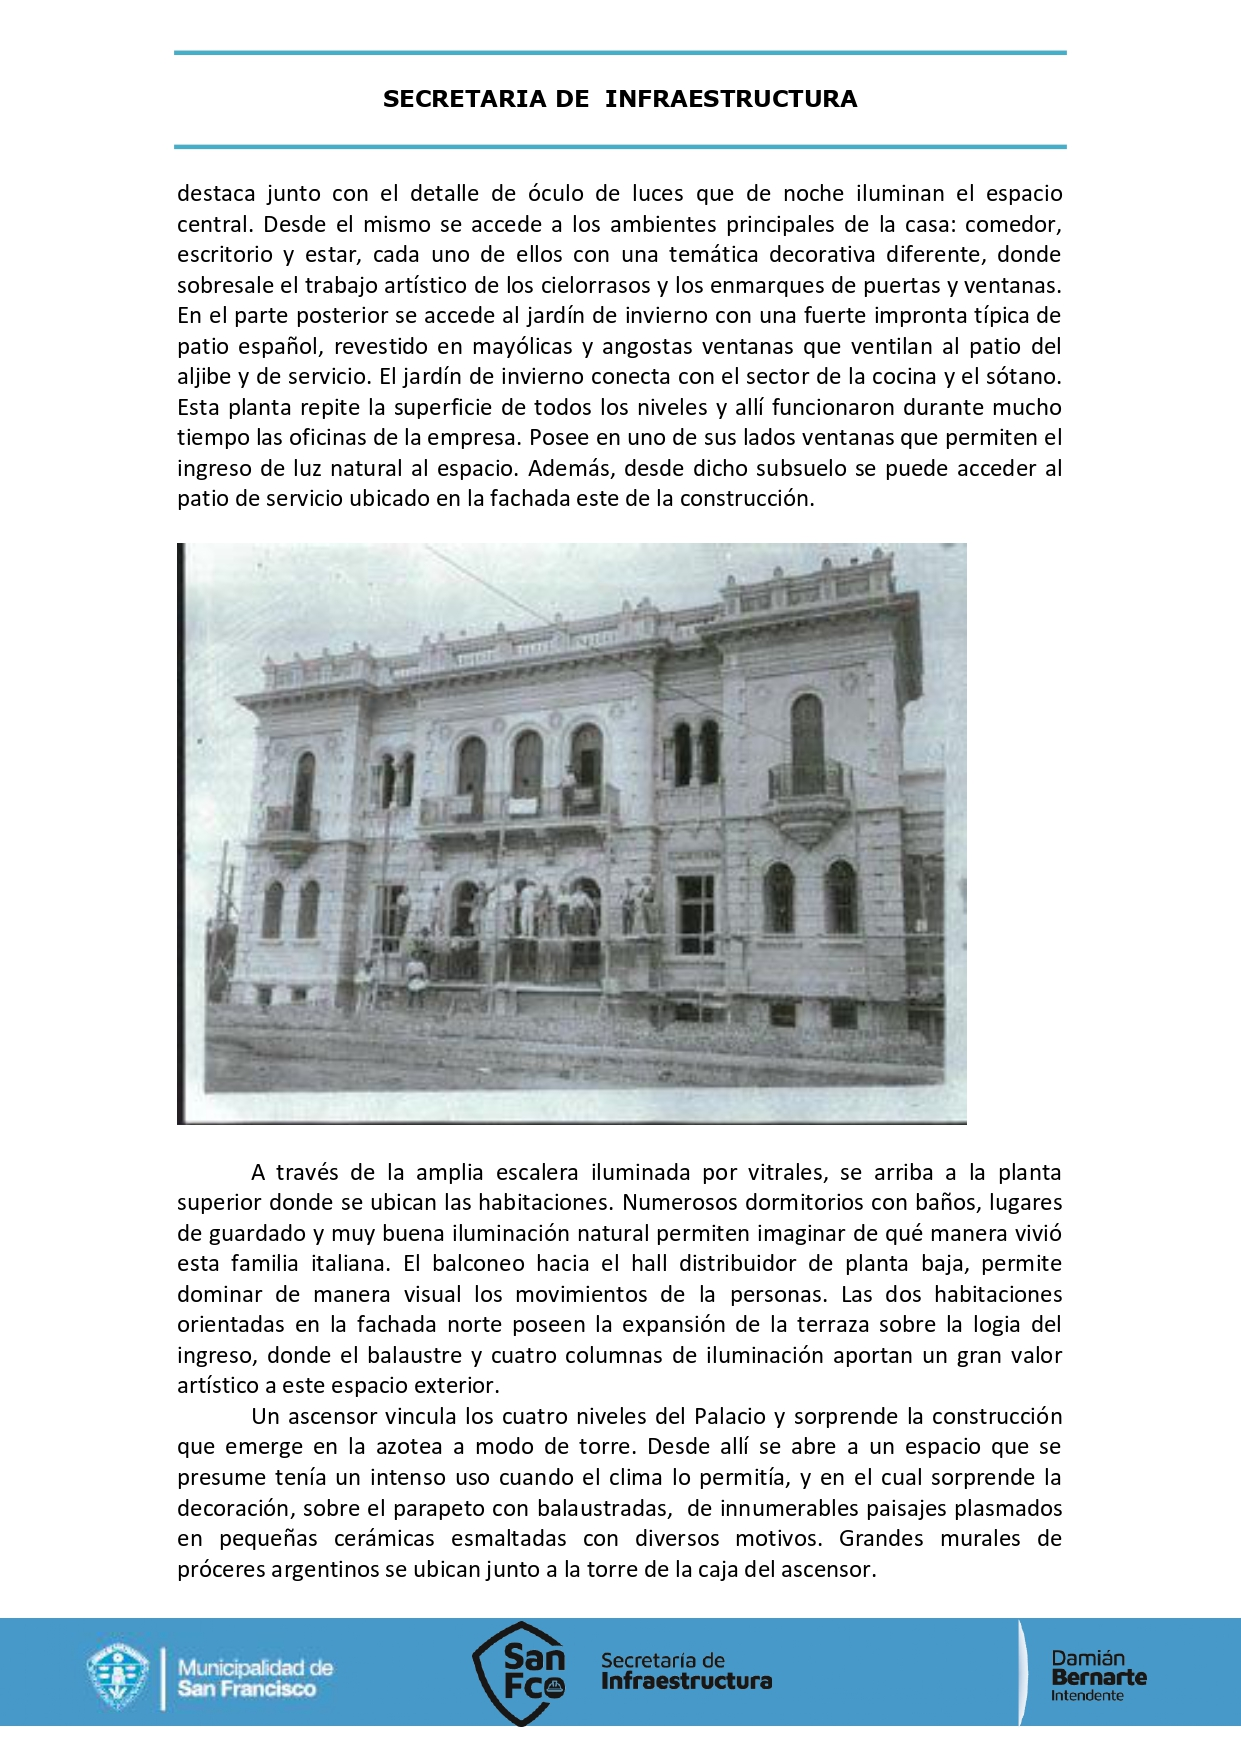 SECRETARIA DE  INFRAESTRUCTURA
destaca junto con el detalle de óculo de luces que de noche iluminan el espacio
central. Desde el mismo se accede a los ambientes principales de la casa: comedor,
escritorio y estar, cada uno de ellos con una temática decorativa diferente, donde
sobresale el trabajo artístico de los cielorrasos y los enmarques de puertas y ventanas.
En el parte posterior se accede al jardín de invierno con una fuerte impronta típica de
patio español, revestido en mayólicas y angostas ventanas que ventilan al patio del
aljibe y de servicio. El jardín de invierno conecta con el sector de la cocina y el sótano.
Esta planta repite la superficie de todos los niveles y allí funcionaron durante mucho
tiempo las oficinas de la empresa. Posee en uno de sus lados ventanas que permiten el
ingreso de luz natural al espacio. Además, desde dicho subsuelo se puede acceder al
patio de servicio ubicado en la fachada este de la construcción.
A través de la amplia escalera iluminada por vitrales, se arriba a la planta
superior donde se ubican las habitaciones. Numerosos dormitorios con baños, lugares
de guardado y muy buena iluminación natural permiten imaginar de qué manera vivió
esta familia italiana. El balconeo hacia el hall distribuidor de planta baja, permite
dominar de manera visual los movimientos de la personas. Las dos habitaciones
orientadas en la fachada norte poseen la expansión de la terraza sobre la logia del
ingreso, donde el balaustre y cuatro columnas de iluminación aportan un gran valor
artístico a este espacio exterior.
Un ascensor vincula los cuatro niveles del Palacio y sorprende la construcción
que emerge en la azotea a modo de torre. Desde allí se abre a un espacio que se
presume tenía un intenso uso cuando el clima lo permitía, y en el cual sorprende la
decoración, sobre el parapeto con balaustradas,  de innumerables paisajes plasmados
en pequeñas cerámicas esmaltadas con diversos motivos. Grandes murales de
próceres argentinos se ubican junto a la torre de la caja del ascensor.
Municipalidad de
San Francisco
San
Fco
Secretaría de
Infraestructura
Damián
Bernarte
Intendente